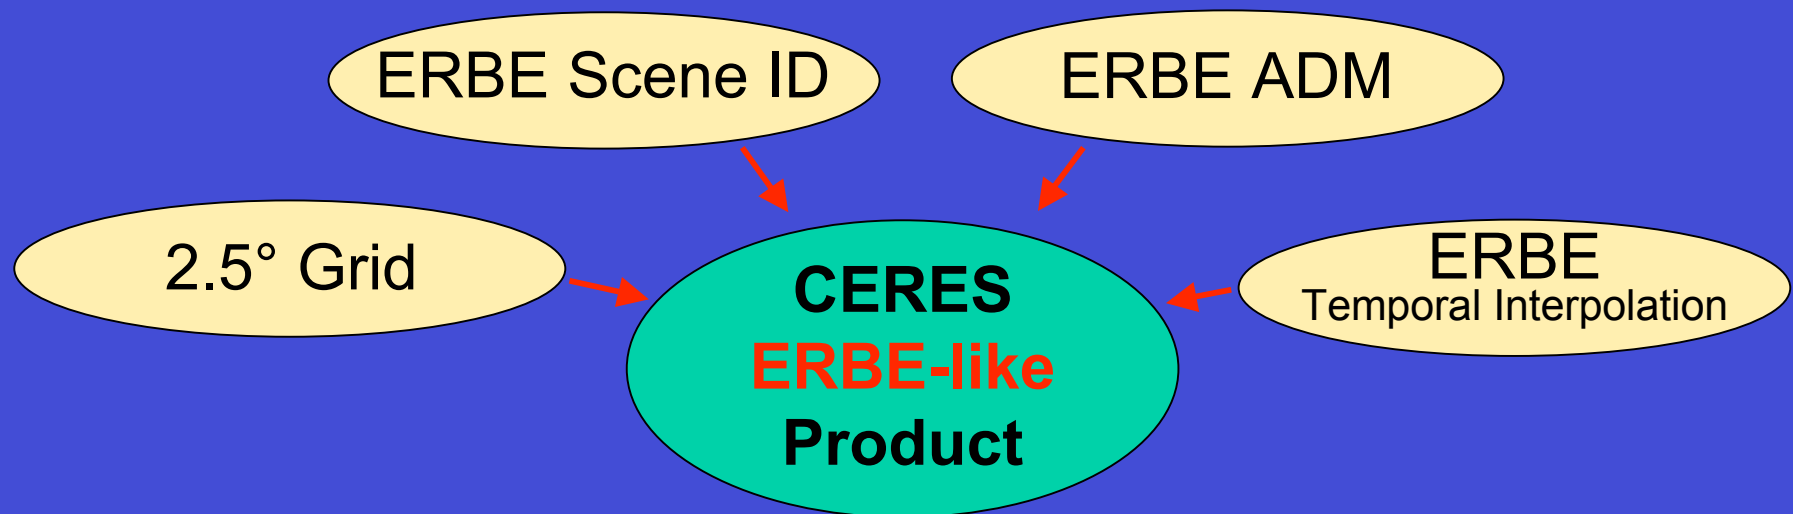 ERBE Scene ID
ERBE ADM
2.5° Grid
ERBE
Temporal Interpolation
CERES
ERBE-like
Product